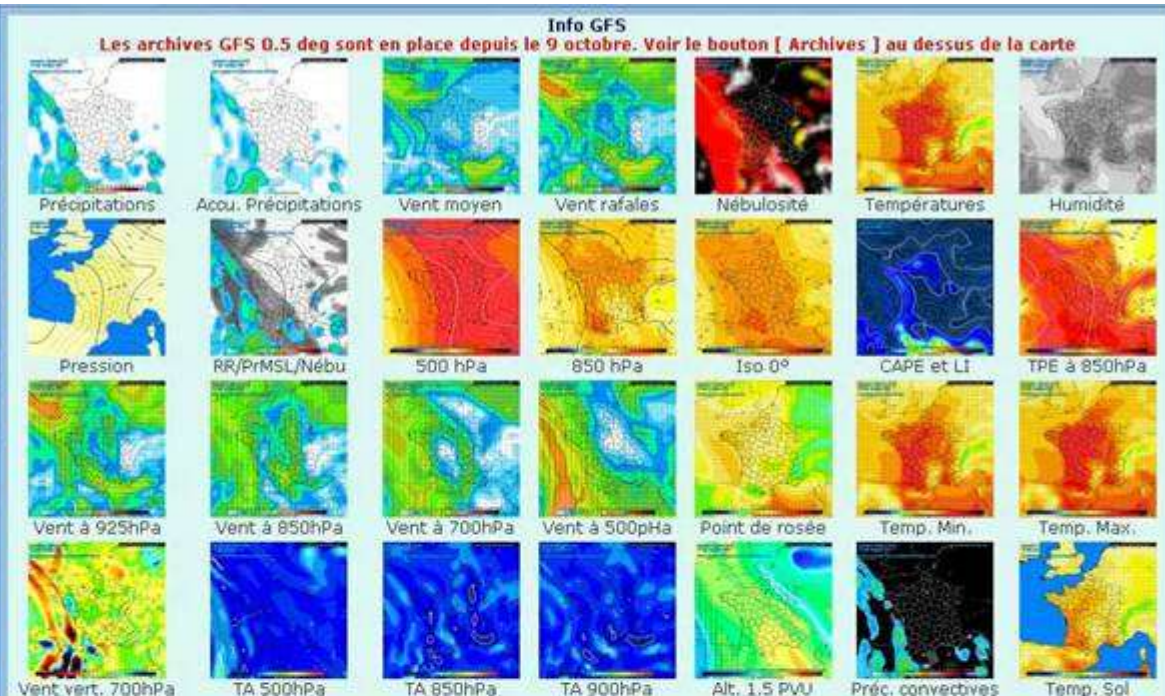 Info GFS
Les archives GFS 0.5 deg sont en place depuis le 9 octobre. Voir le bouton [ Archives ] au dessus de la carte
Précipitations Accu. Précipitations Vent moyen Vent rafales Nébulosité Températures Humidité
Pression RR/PrMSL/Nébu 500 hPa 850 hPa Iso 0° CAPE et LI TPE à 850hPa
Vent à 925hPa Vent à 850hPa Vent à 700hPa Vent à 500pHa Point de rosée Temp. Min. Temp. Max.
Vent vert. 700hPa TA 500hPa TA 850hPa TA 900hPa Alt. 1.5 PVU Préc. convectives Temp. Sol